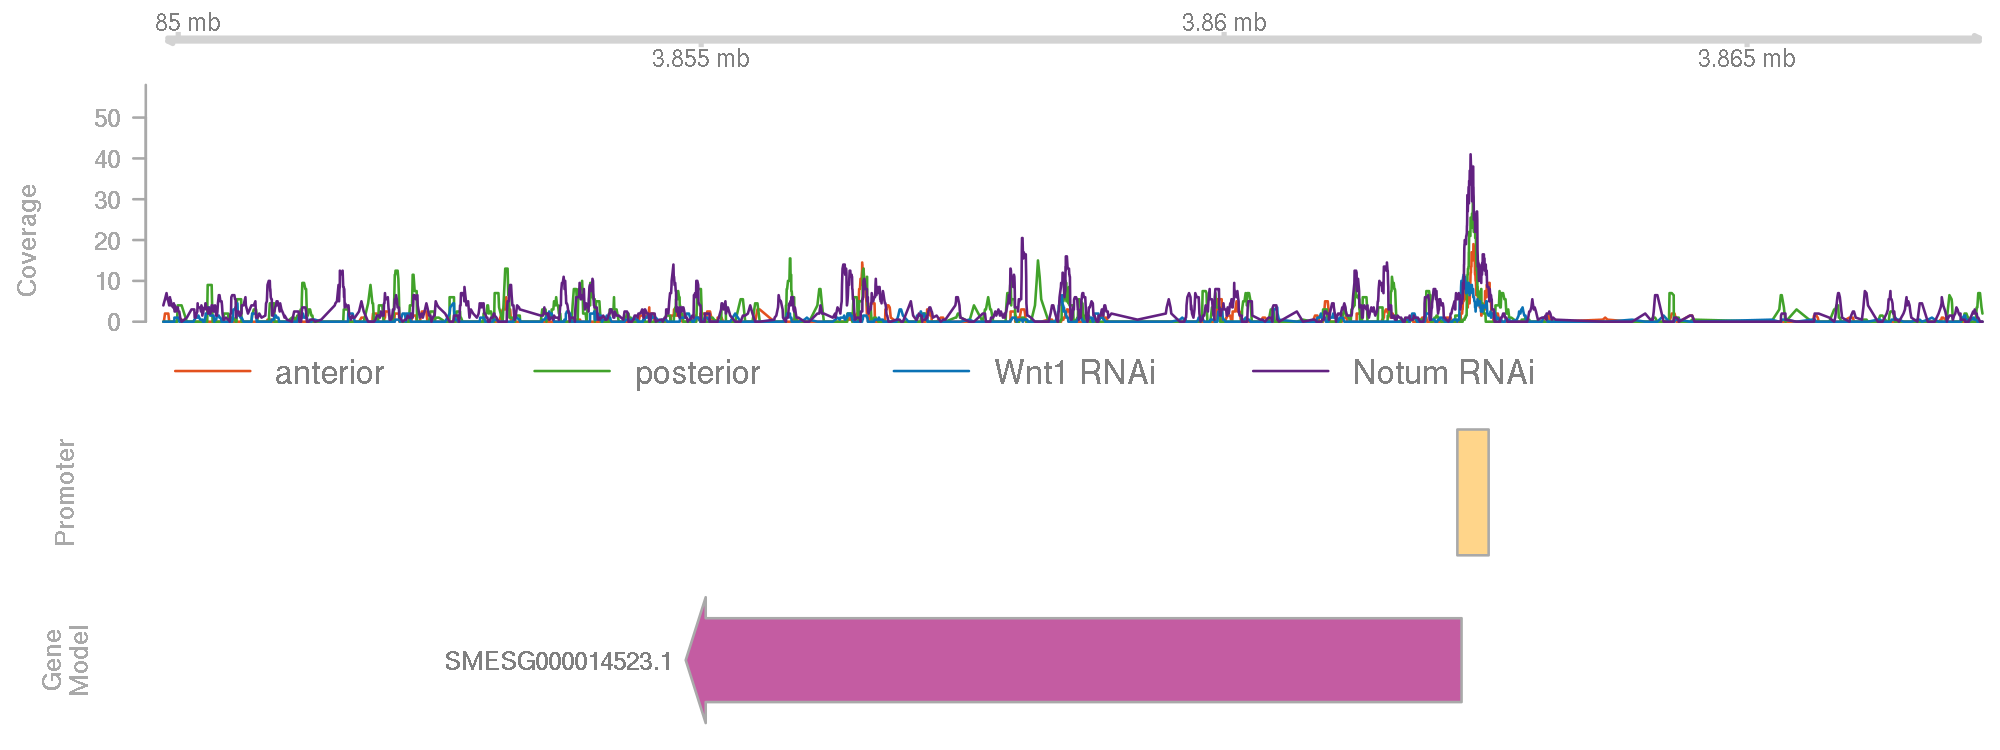 85 mb
3.86 mb
3.855 mb
3.865 mb
Coverage
50
40
30
20
10
0
anterior posterior Wnt1 RNAi Notum RNAi
Promoter
Gene
Model
SMESG000014523.1